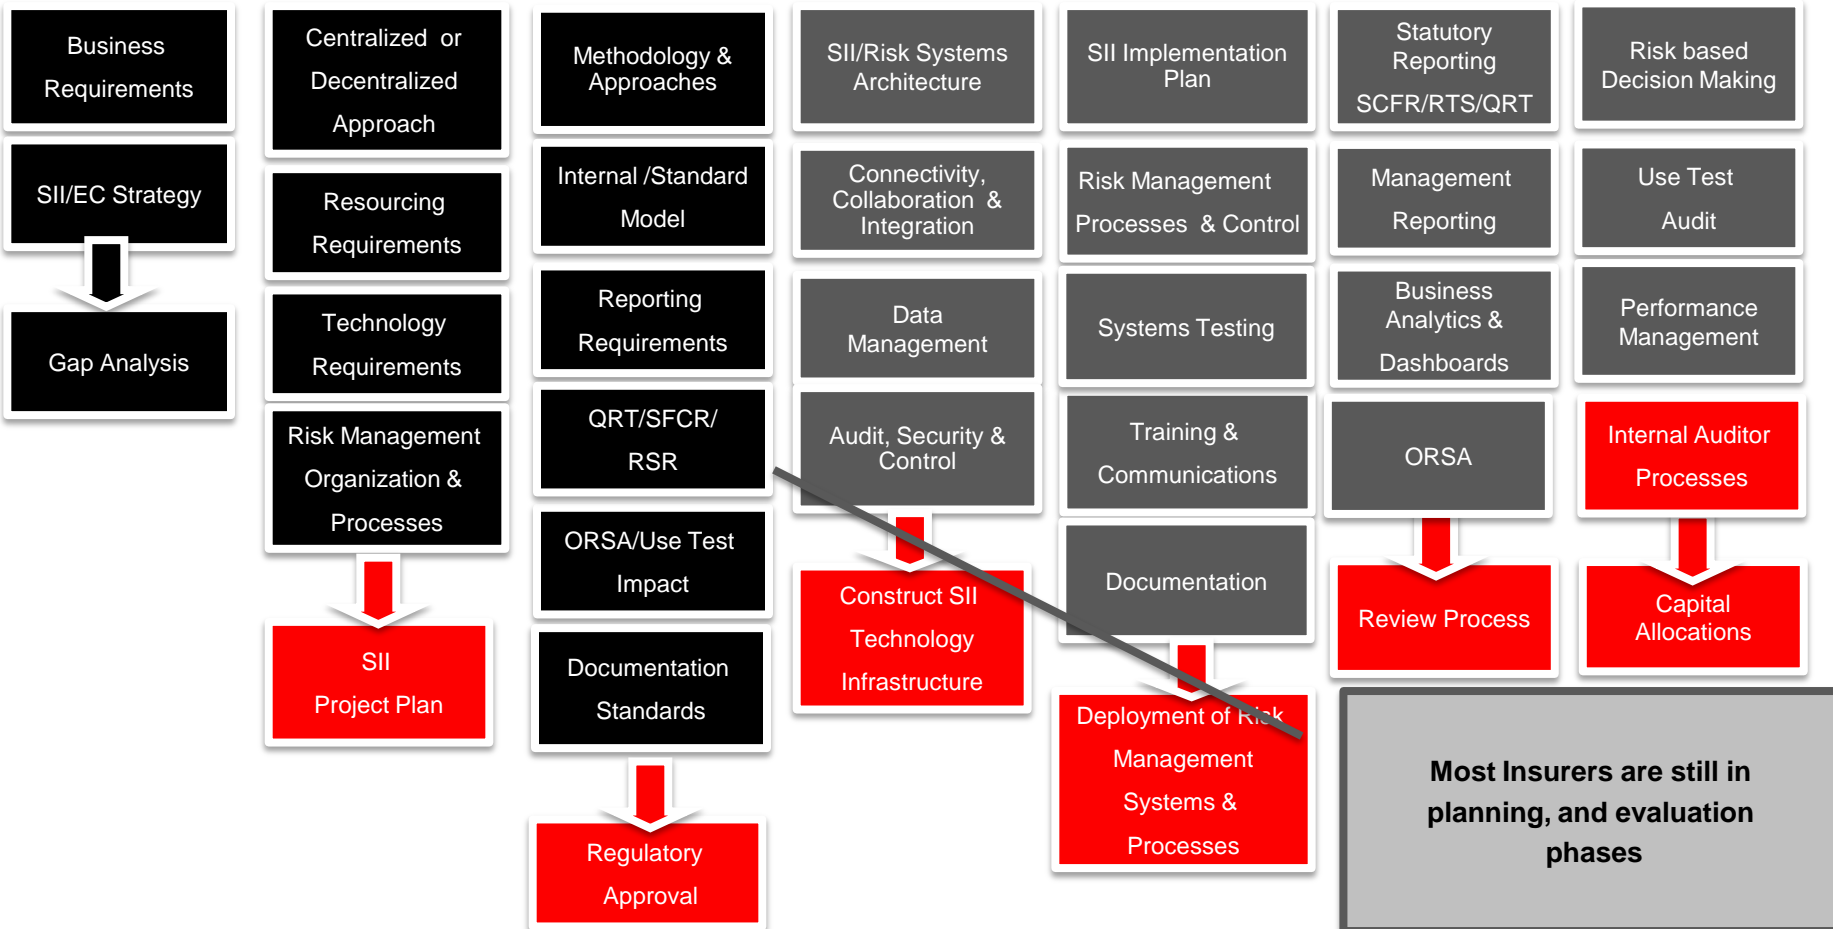 Business
Requirements
SII/EC Strategy
Gap Analysis
Centralized or
Decentralized
Approach
Resourcing
Requirements
Technology
Requirements
Risk Management
Organization &
Processes
SII
Project Plan
Methodology &
Approaches
Internal /Standard
Model
Reporting
Requirements
QRT/SFCR/
RSR
ORSA/Use Test
Impact
Documentation
Standards
Regulatory
Approval
SII/Risk Systems
Architecture
Connectivity,
Collaboration &
Integration
Data
Management
Audit, Security &
Control
Construct SII
Technology
Infrastructure
SII Implementation
Plan
Risk Management
Processes & Control
Systems Testing
Training &
Communications
Documentation
Deployment of Risk
Management
Systems &
Processes
Statutory
Reporting
SCFR/RTS/QRT
Management
Reporting
Business
Analytics &
Dashboards
ORSA
Review Process
Risk based
Decision Making
Use Test
Audit
Performance
Management
Internal Auditor
Processes
Capital
Allocations
Most Insurers are still in
planning, and evaluation
phases